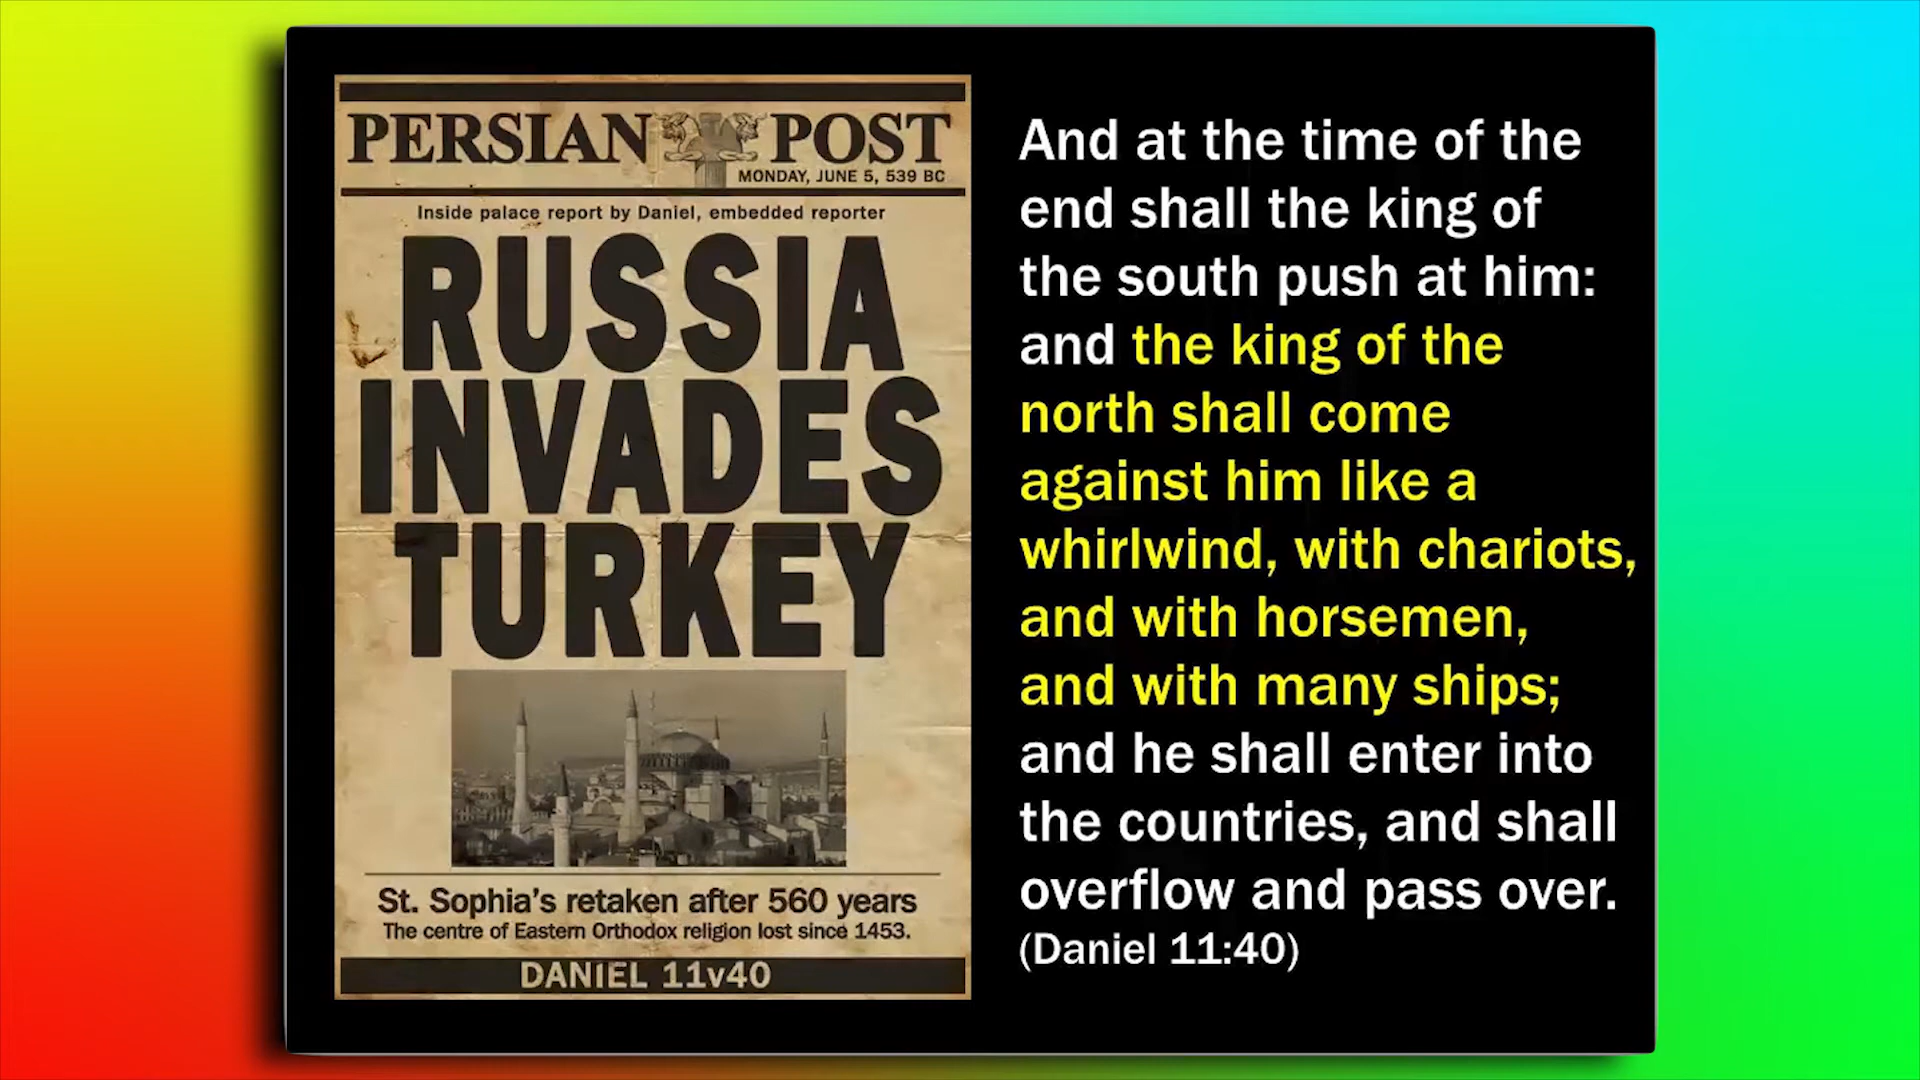 PERSIAN POST
MONDAY, JUNE 5, 539 BC
Inside palace report by Daniel, embedded reporter
RUSSIA
INVADES
TURKEY
St. Sophia's retaken after 560 years
The centre of Eastern Orthodox religion lost since 1453.
DANIEL 11v40
And at the time of the
end shall the king of
the south push at him:
and the king of the
north shall come
against him like a
whirlwind, with chariots,
and with horsemen,
and with many ships;
and he shall enter into
the countries, and shall
overflow and pass over.
(Daniel 11:40)